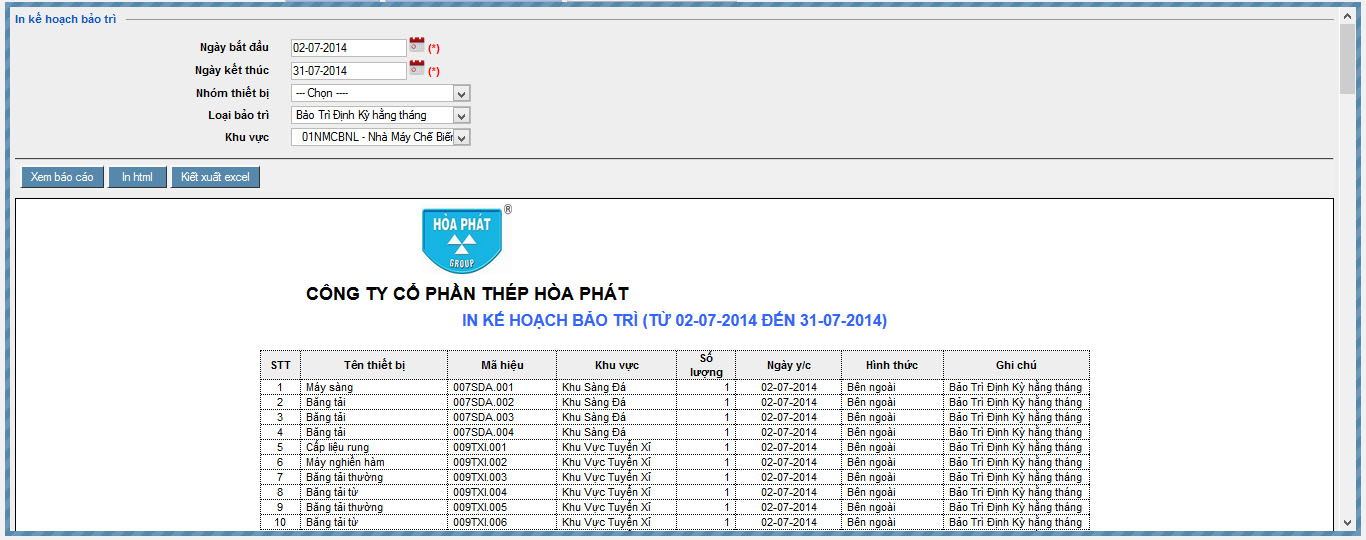 In kế hoạch bảo trì
Ngày bắt đầu 02-07-2014 (*)
Ngày kết thúc 31-07-2014 (*)
Nhóm thiết bị --- Chọn ----
Loại bảo trì Bảo Trì Định Kỳ hằng tháng
Khu vực 01NMCBNL - Nhà Máy Chế Biến
Xem báo cáo In html Kiết xuất excel
HÒA PHÁT ®
GROUP
CÔNG TY CỔ PHẦN THÉP HÒA PHÁT
IN KẾ HOẠCH BẢO TRÌ (TỪ 02-07-2014 ĐẾN 31-07-2014)
STT Tên thiết bị Mã hiệu Khu vực Số lượng Ngày y/c Hình thức Ghi chú
1 Máy sàng 007SDA.001 Khu Sàng Đá 1 02-07-2014 Bên ngoài Bảo Trì Định Kỳ hằng tháng
2 Băng tải 007SDA.002 Khu Sàng Đá 1 02-07-2014 Bên ngoài Bảo Trì Định Kỳ hằng tháng
3 Băng tải 007SDA.003 Khu Sàng Đá 1 02-07-2014 Bên ngoài Bảo Trì Định Kỳ hằng tháng
4 Băng tải 007SDA.004 Khu Sàng Đá 1 02-07-2014 Bên ngoài Bảo Trì Định Kỳ hằng tháng
5 Cấp liệu rung 009TXI.001 Khu Vực Tuyển Xỉ 1 02-07-2014 Bên ngoài Bảo Trì Định Kỳ hằng tháng
6 Máy nghiền hàm 009TXI.002 Khu Vực Tuyển Xỉ 1 02-07-2014 Bên ngoài Bảo Trì Định Kỳ hằng tháng
7 Băng tải thường 009TXI.003 Khu Vực Tuyển Xỉ 1 02-07-2014 Bên ngoài Bảo Trì Định Kỳ hằng tháng
8 Băng tải từ 009TXI.004 Khu Vực Tuyển Xỉ 1 02-07-2014 Bên ngoài Bảo Trì Định Kỳ hằng tháng
9 Băng tải thường 009TXI.005 Khu Vực Tuyển Xỉ 1 02-07-2014 Bên ngoài Bảo Trì Định Kỳ hằng tháng
10 Băng tải từ 009TXI.006 Khu Vực Tuyển Xỉ 1 02-07-2014 Bên ngoài Bảo Trì Định Kỳ hằng tháng